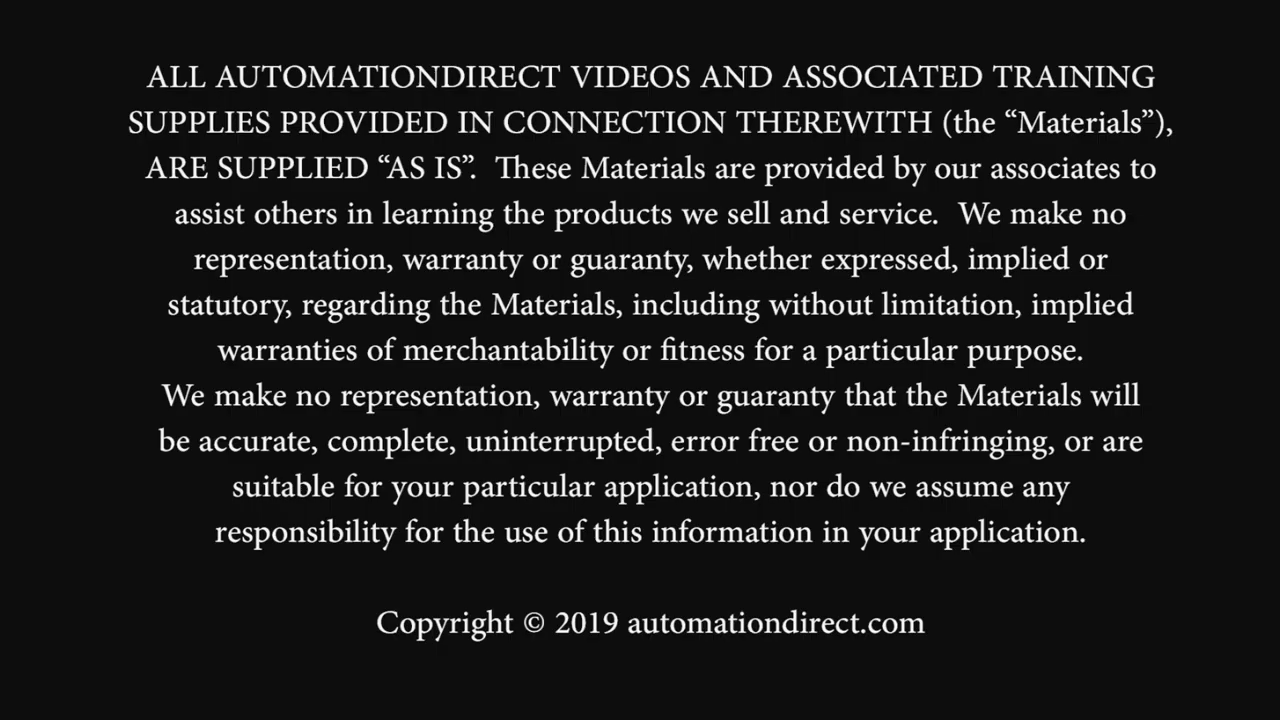 ALL AUTOMATIONDIRECT VIDEOS AND ASSOCIATED TRAINING
SUPPLIES PROVIDED IN CONNECTION THEREWITH (the “Materials”),
ARE SUPPLIED “AS IS”.  These Materials are provided by our associates to
assist others in learning the products we sell and service.  We make no
representation, warranty or guaranty, whether expressed, implied or
statutory, regarding the Materials, including without limitation, implied
warranties of merchantability or fitness for a particular purpose.
We make no representation, warranty or guaranty that the Materials will
be accurate, complete, uninterrupted, error free or non-infringing, or are
suitable for your particular application, nor do we assume any
responsibility for the use of this information in your application.
Copyright © 2019 automationdirect.com